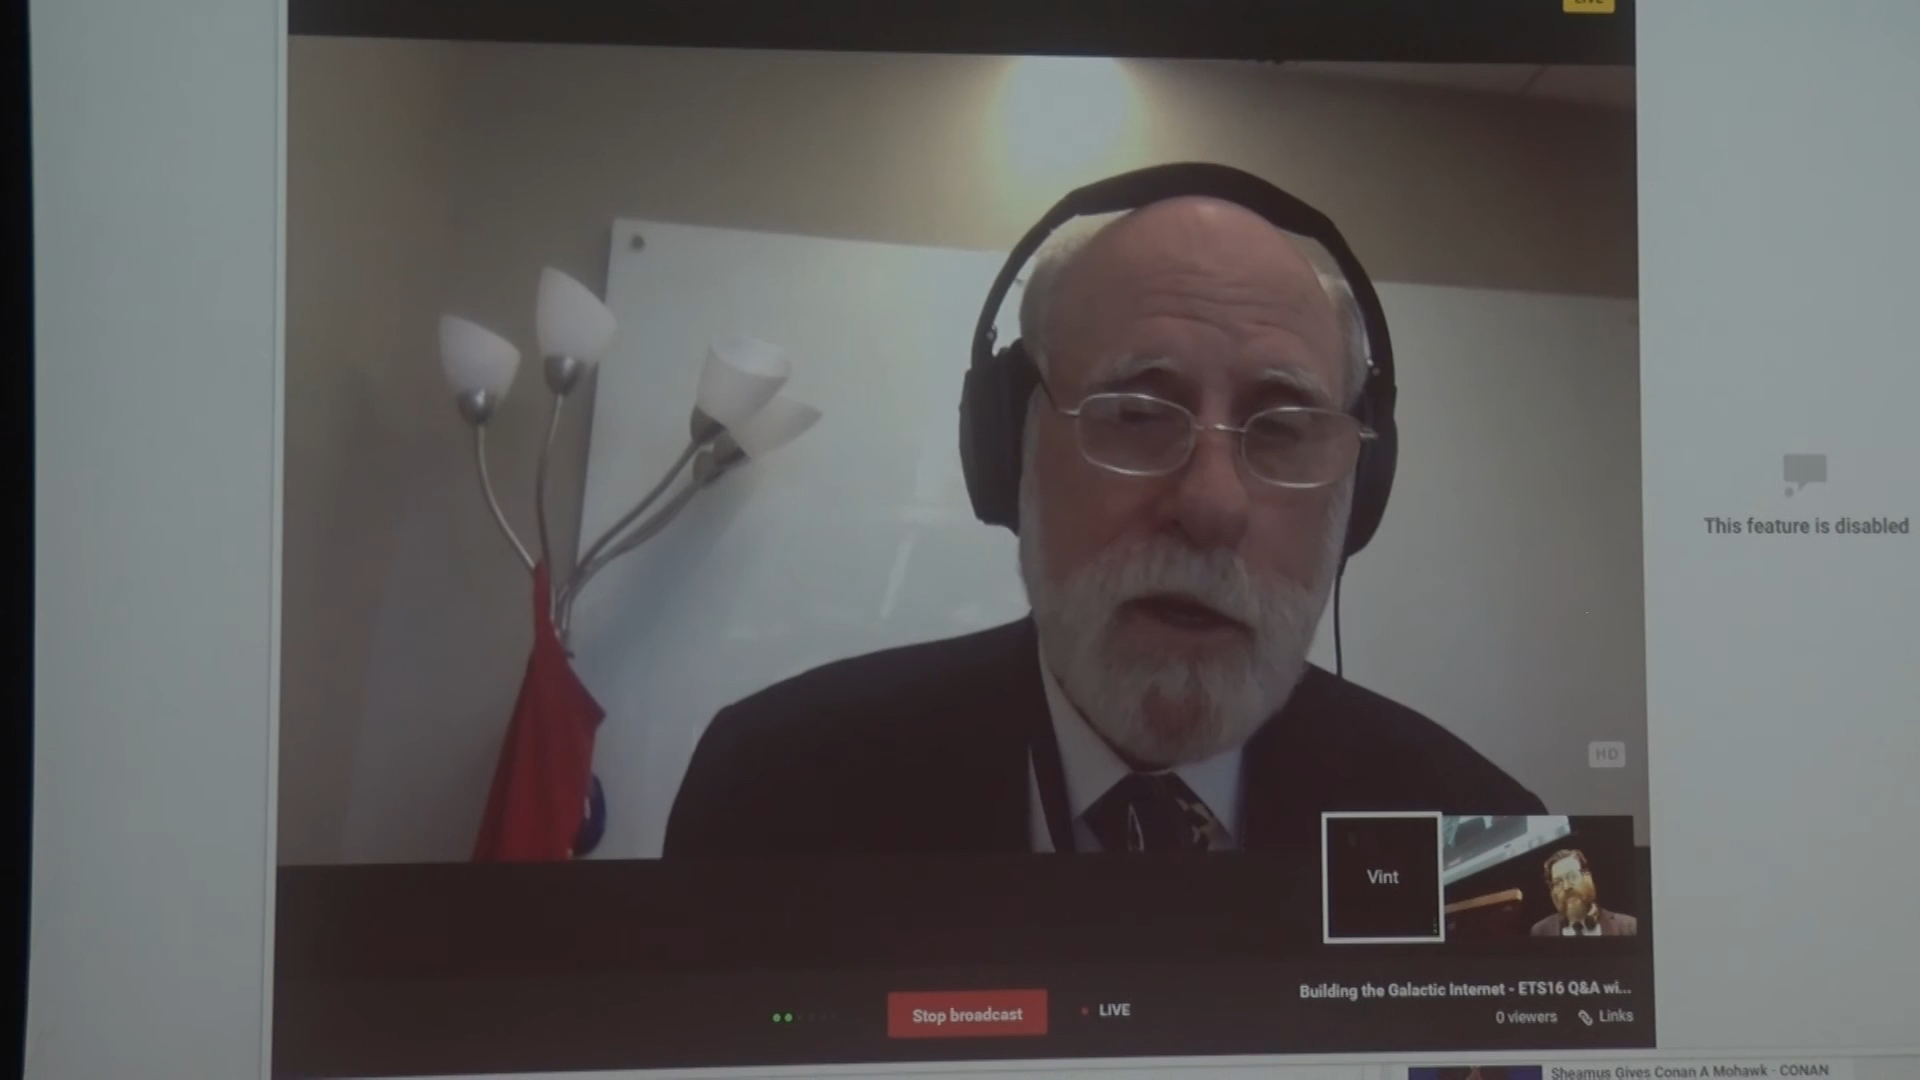 LIVE
This feature is disabled
HD
Vint
Building the Galactic Internet - ETS16 Q&A wi...
Stop broadcast
LIVE
0 viewers
Links
Sheamus Gives Conan A Mohawk - CONAN